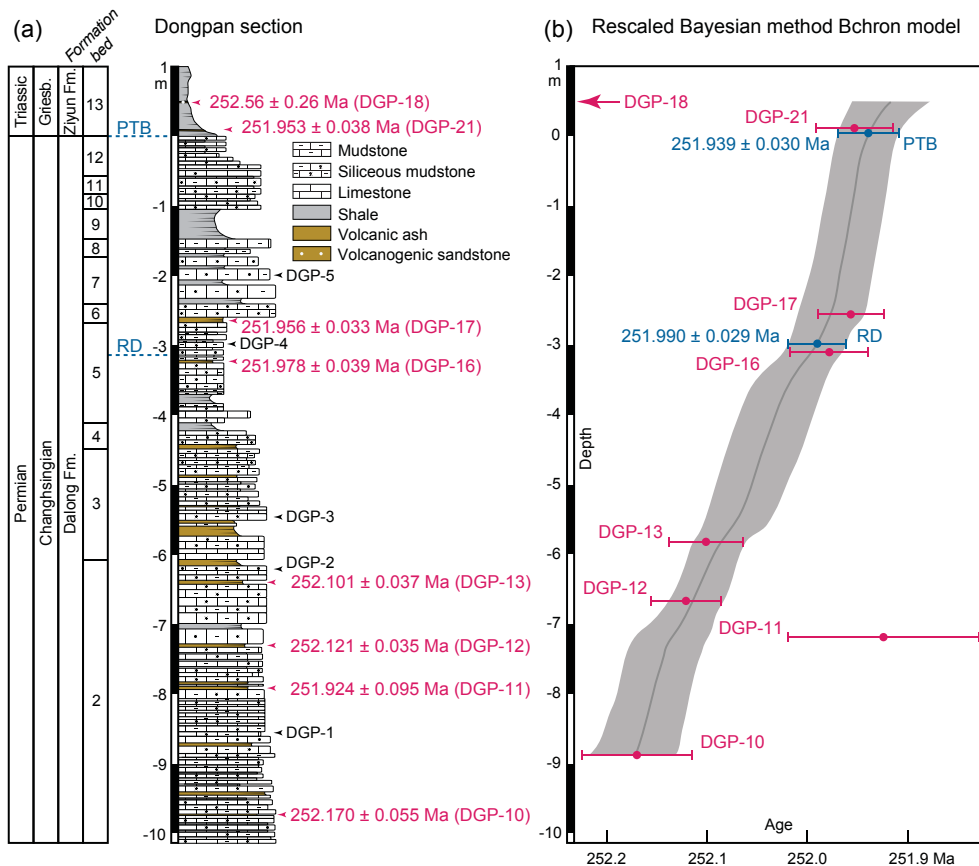 (a)
Formation
bed
Dongpan section
Triassic
Griesb.
Ziyun Fm.
Permian
Changhsingian
Dalong Fm.
13
12
11
10
9
8
7
6
5
4
3
2
PTB
RD
1
m
0
-1
-2
-3
-4
-5
-6
-7
-8
-9
-10
252.56 ± 0.26 Ma (DGP-18)
251.953 ± 0.038 Ma (DGP-21)
Mudstone
Siliceous mudstone
Limestone
Shale
Volcanic ash
Volcanogenic sandstone
DGP-5
251.956 ± 0.033 Ma (DGP-17)
DGP-4
251.978 ± 0.039 Ma (DGP-16)
DGP-3
DGP-2
252.101 ± 0.037 Ma (DGP-13)
252.121 ± 0.035 Ma (DGP-12)
251.924 ± 0.095 Ma (DGP-11)
DGP-1
252.170 ± 0.055 Ma (DGP-10)
(b)
Rescaled Bayesian method Bchron model
1
m
0
-1
-2
-3
-4
-5
-6
-7
-8
-9
-10
Depth
DGP-18
DGP-21
251.939 ± 0.030 Ma
PTB
DGP-17
251.990 ± 0.029 Ma
RD
DGP-16
DGP-13
DGP-12
DGP-11
DGP-10
Age
252.2
252.1
252.0
251.9 Ma